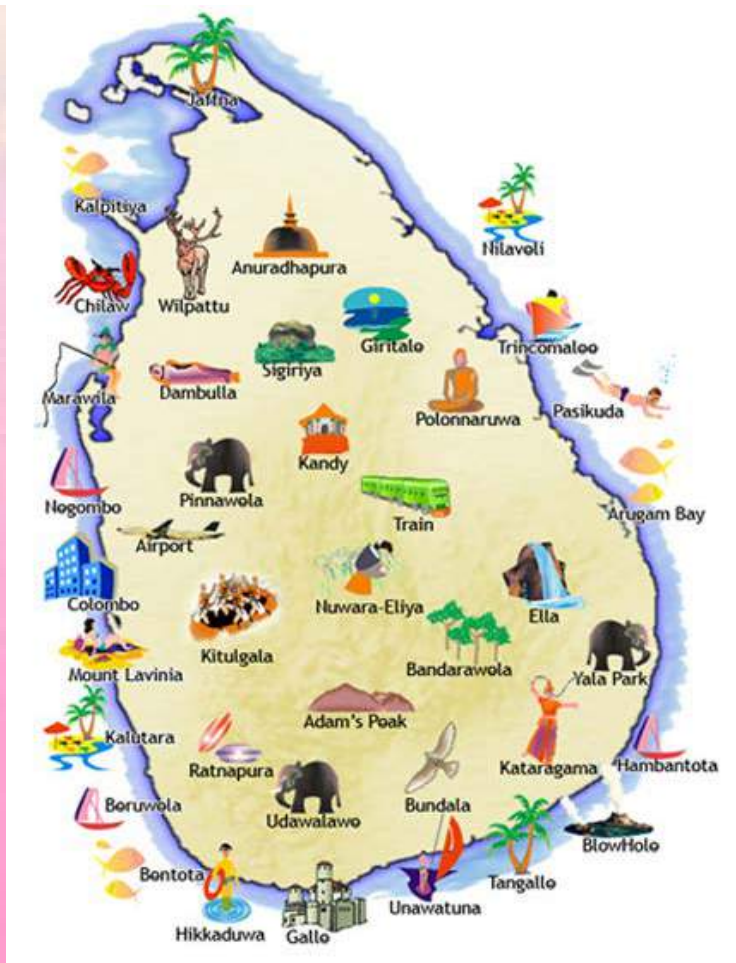 Jaffna
Kalpitiya
Nilaveli
Anuradhapura
Chilaw
Wilpattu
Giritale
Trincomalee
Sigiriya
Marawila
Dambulla
Polonnaruwa
Pasikuda
Kandy
Pinnawela
Negombo
Train
Arugam Bay
Airport
Colombo
Nuwara-Eliya
Ella
Kitulgala
Bandarawela
Mount Lavinia
Yala Park
Adam's Peak
Kalutara
Ratnapura
Kataragama
Hambantota
Beruwela
Udawalawe
Bundala
BlowHole
Bentota
Tangalle
Unawatuna
Hikkaduwa
Galle